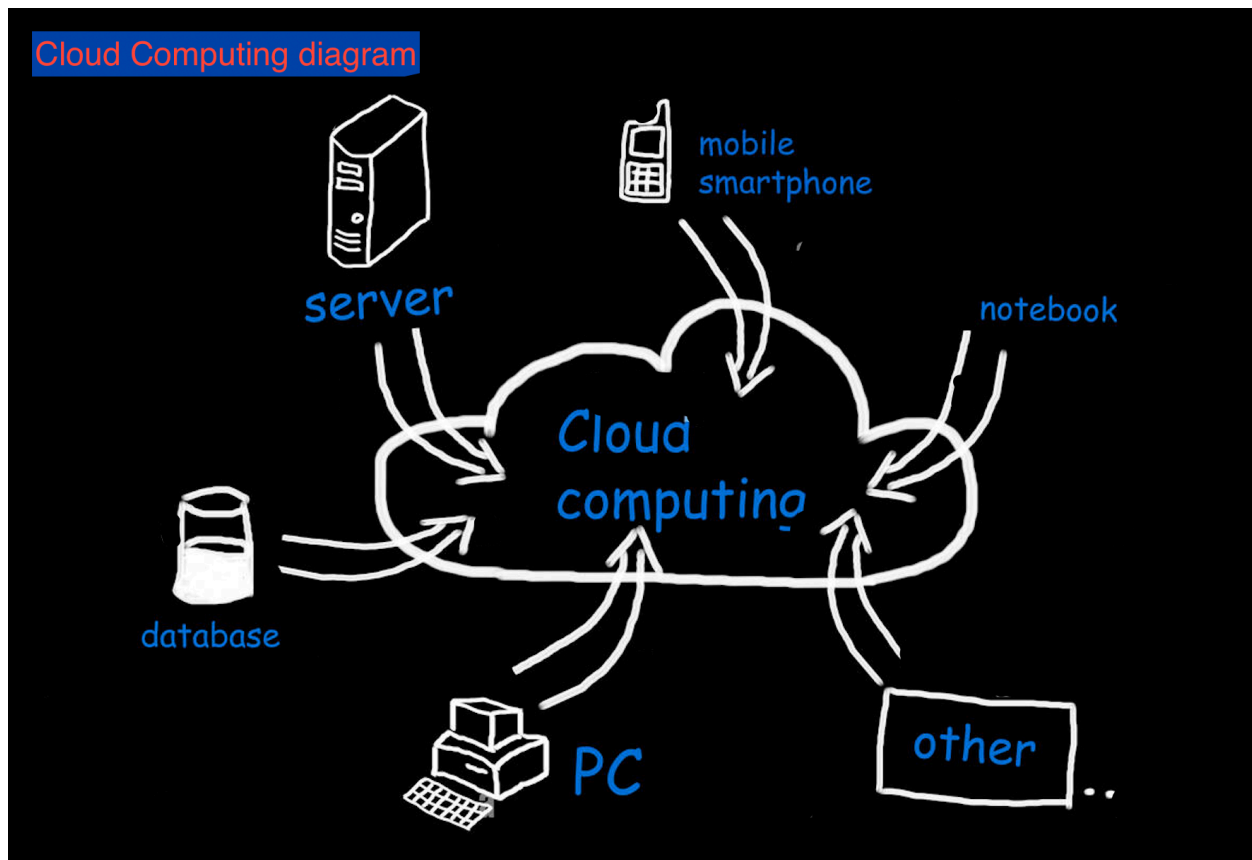 Cloud Computing diagram
mobile
smartphone
server
notebook
Cloud
computing
database
PC
other